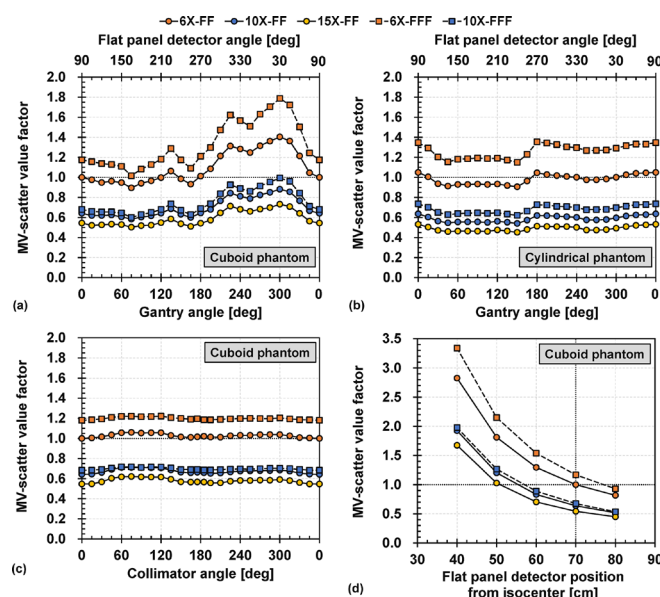 6X-FF 10X-FF 15X-FF 6X-FFF 10X-FFF
Flat panel detector angle [deg]
90 130 170 210 270 330 30 90
2.0
1.8
1.6
1.4
1.2
1.0
0.8
0.6
0.4
0.2
0.0
MV-scatter value factor
Cuboid phantom
0 60 120 180 240 300 0
(a)
Gantry angle [deg]
Flat panel detector angle [deg]
90 130 170 210 270 330 30 90
2.0
1.8
1.6
1.4
1.2
1.0
0.8
0.6
0.4
0.2
0.0
MV-scatter value factor
Cylindrical phantom
0 60 120 180 240 300 0
(b)
Gantry angle [deg]
2.0
1.8
1.6
1.4
1.2
1.0
0.8
0.6
0.4
0.2
0.0
MV-scatter value factor
Cuboid phantom
0 60 120 180 240 300 0
(c)
Collimator angle [deg]
3.5
3.0
2.5
2.0
1.5
1.0
0.5
0.0
MV-scatter value factor
Cuboid phantom
30 40 50 60 70 80 90
(d)
Flat panel detector position
from isocenter [cm]